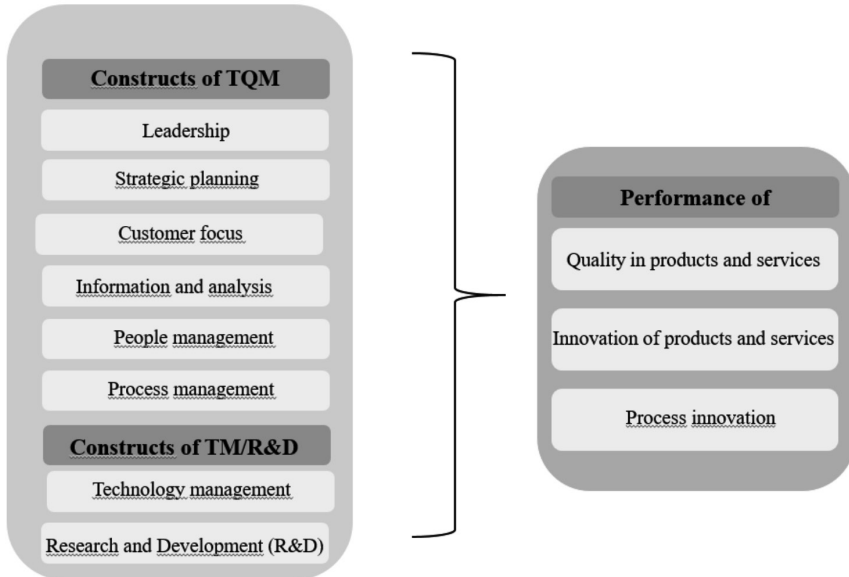 Constructs of TQM
Leadership
Strategic planning
Customer focus
Information and analysis
People management
Process management
Constructs of TM/R&D
Technology management
Research and Development (R&D)
Performance of
Quality in products and services
Innovation of products and services
Process innovation